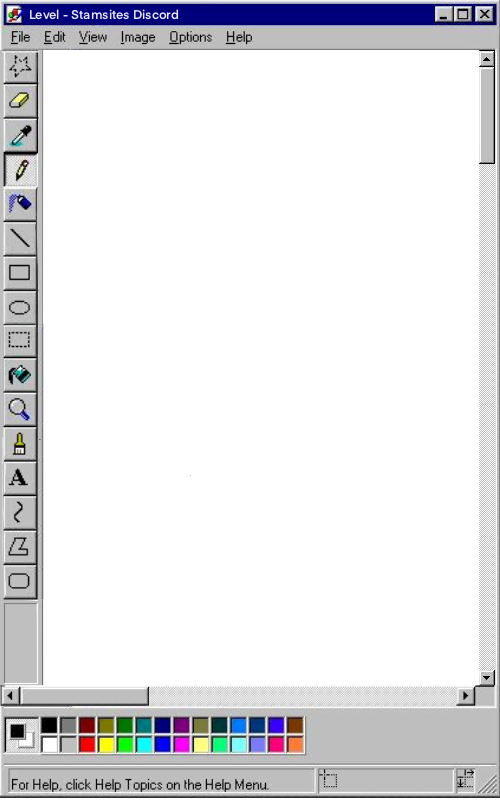 Level - Stamsites Discord
File Edit View Image Options Help
A
For Help, click Help Topics on the Help Menu.